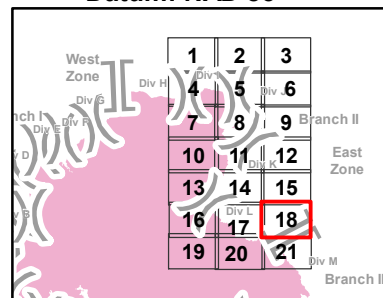 Datum: NAD 83
West
Zone
1 2 3
Div H
Div I
4 5 Div J 6
Div G
nch I
Div F
Div E
7 8 9 Branch II
Div D
10 11 12 East
Div K
Zone
13 14 15
Div L
16 17 18
19 20 21 Div M
Branch II